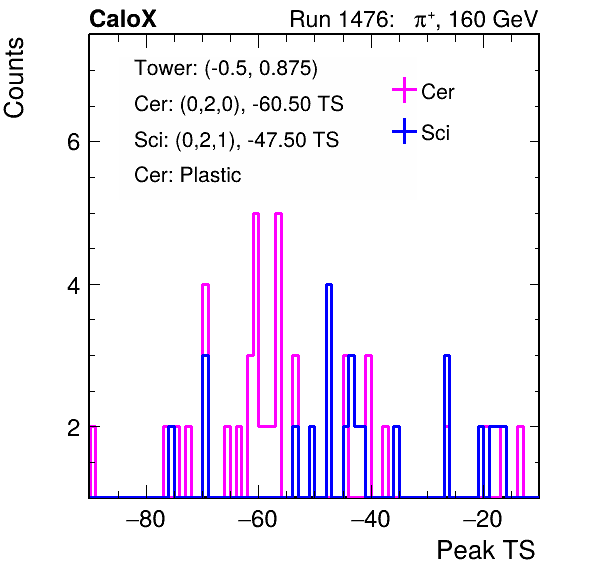 CaloX Run 1476: π⁺, 160 GeV
Counts
Tower: (-0.5, 0.875)
Cer: (0,2,0), -60.50 TS
Sci: (0,2,1), -47.50 TS
Cer: Plastic
Cer
Sci
6
4
2
−80 −60 −40 −20
Peak TS